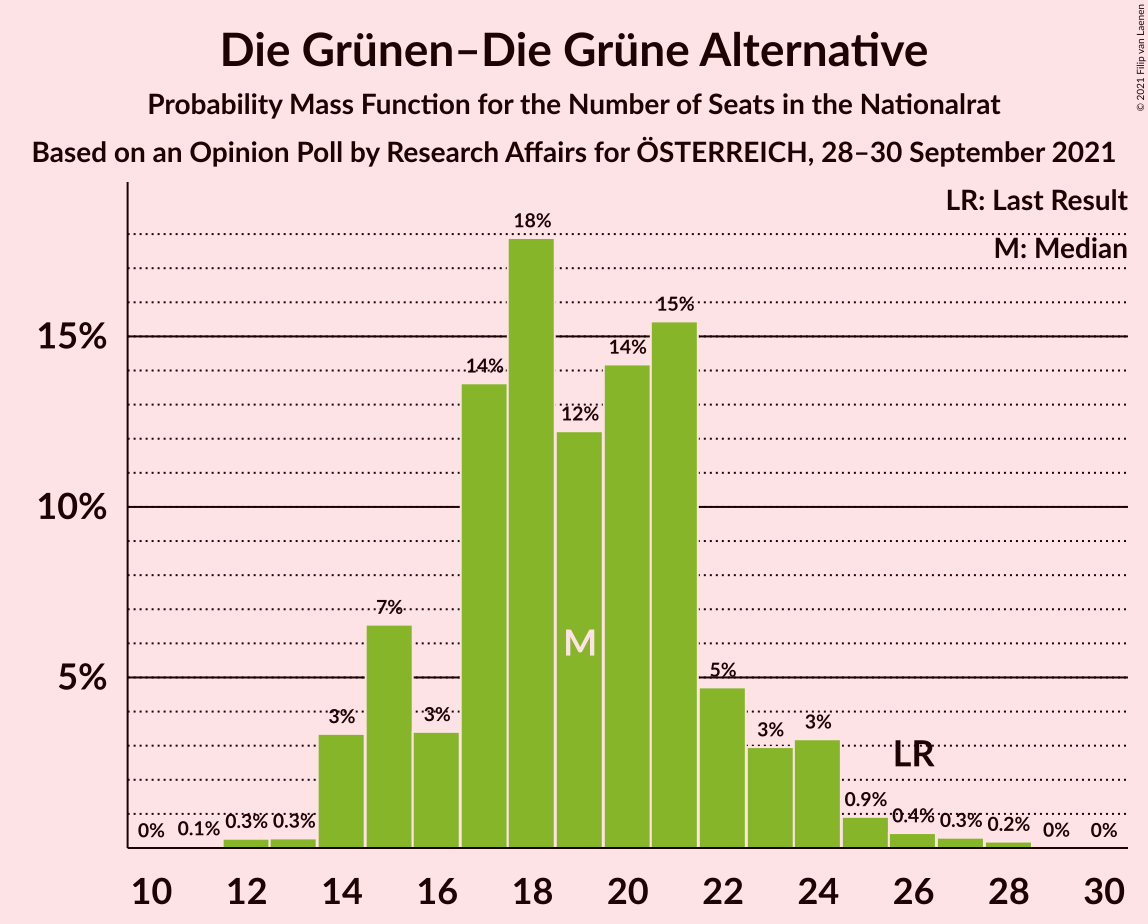 Die Grünen–Die Grüne Alternative
Probability Mass Function for the Number of Seats in the Nationalrat
Based on an Opinion Poll by Research Affairs for ÖSTERREICH, 28–30 September 2021
© 2021 Filip van Laenen
LR: Last Result
M: Median
18%
15%
15%
14%
14%
12%
10%
7%
M
5%
5%
3%
3%
3%
3%
LR
0.9%
0%
0.1%
0.3%
0.3%
0.4%
0.3%
0.2%
0%
0%
10 12 14 16 18 20 22 24 26 28 30